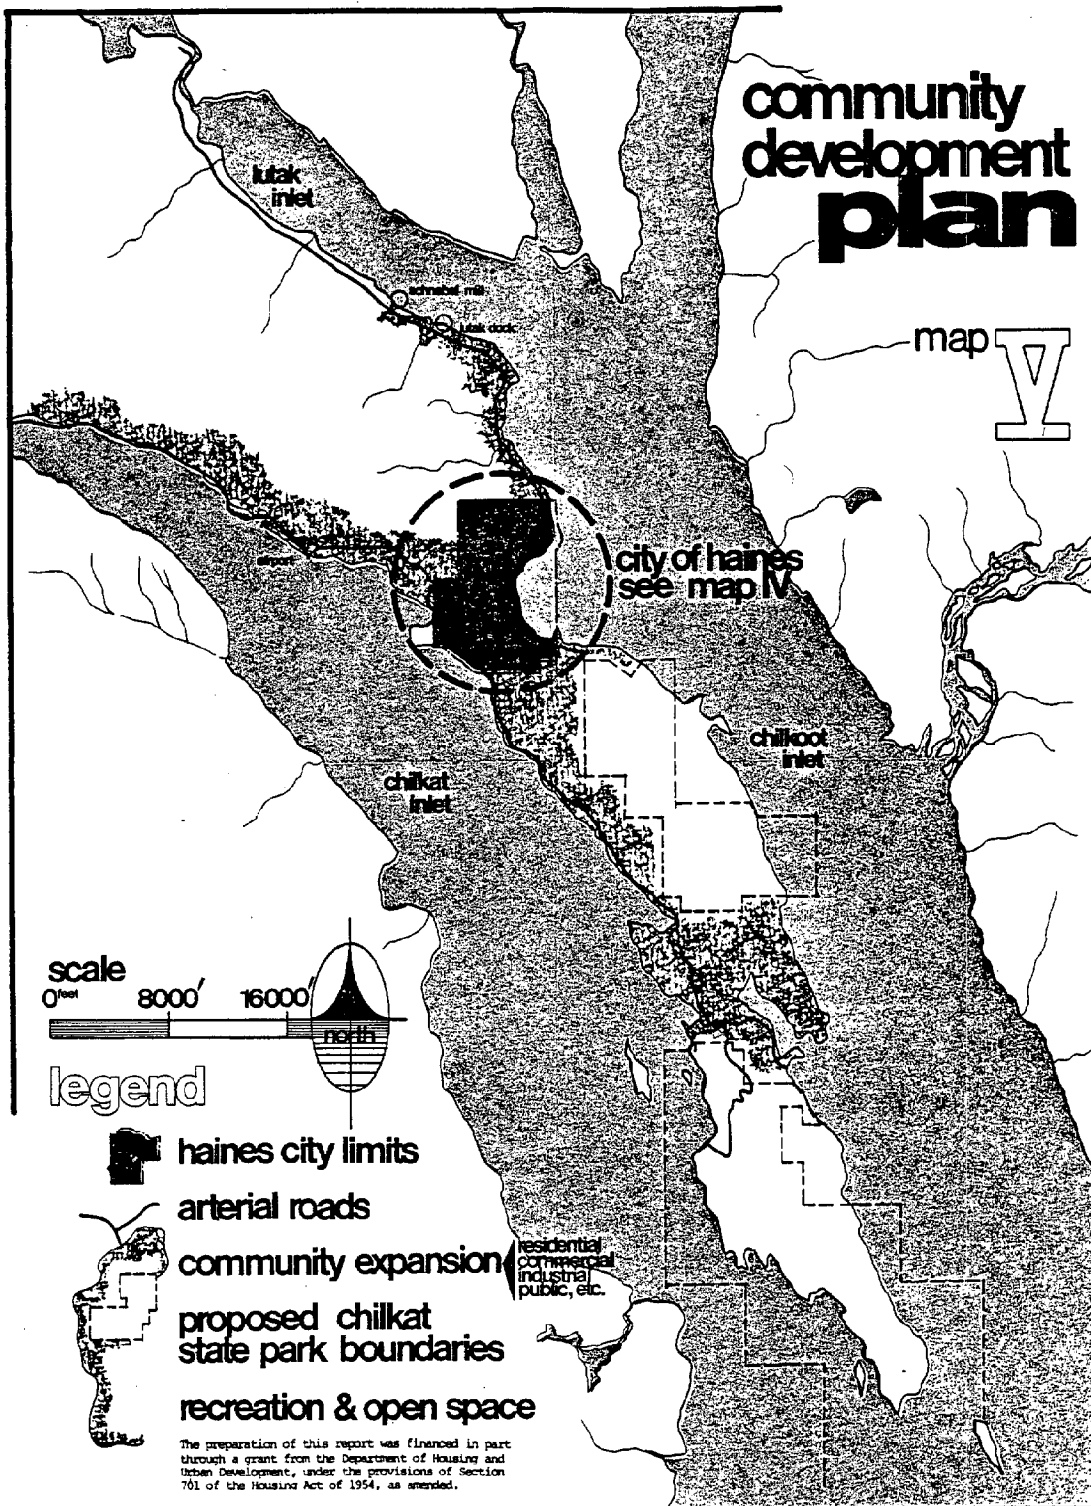 community
development
plan
map V
lutak
inlet
schnabel mill
lutak dock
airport
city of haines
see map IV
chilkoot
inlet
chilkat
inlet
scale
0 feet 8000' 16000'
north
legend
haines city limits
arterial roads
community expansion
residential
commercial
industrial
public, etc.
proposed chilkat
state park boundaries
recreation & open space
The preparation of this report was financed in part
through a grant from the Department of Housing and
Urban Development, under the provisions of Section
701 of the Housing Act of 1954, as amended.